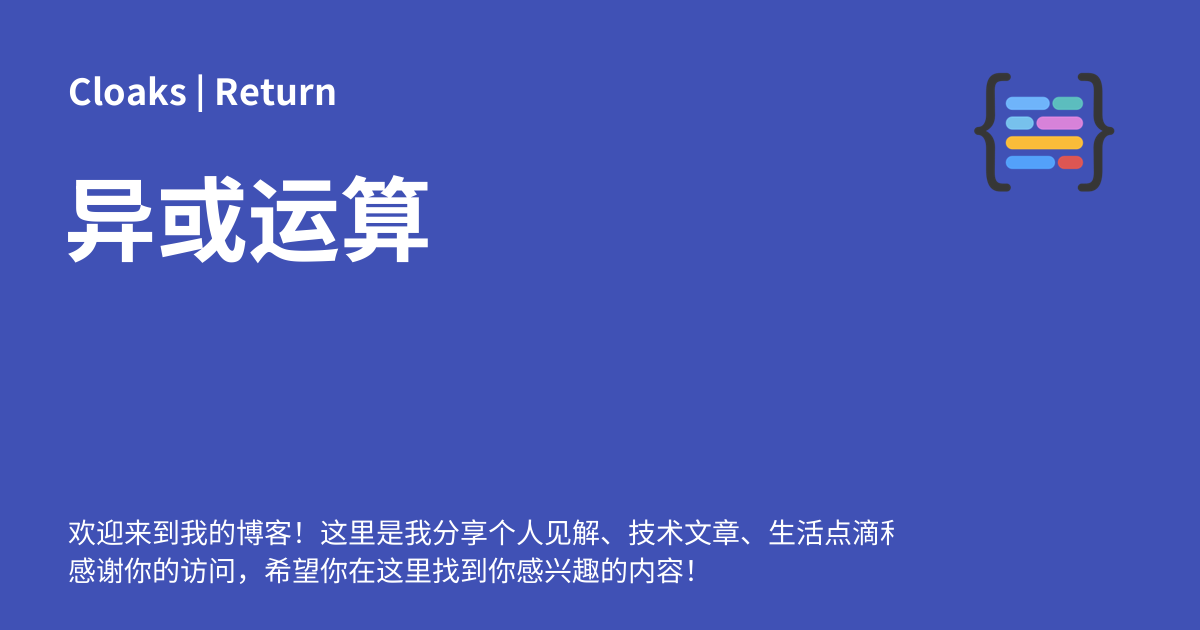 Cloaks | Return
异或运算
欢迎来到我的博客！这里是我分享个人见解、技术文章、生活点滴
感谢你的访问，希望你在这里找到你感兴趣的内容！